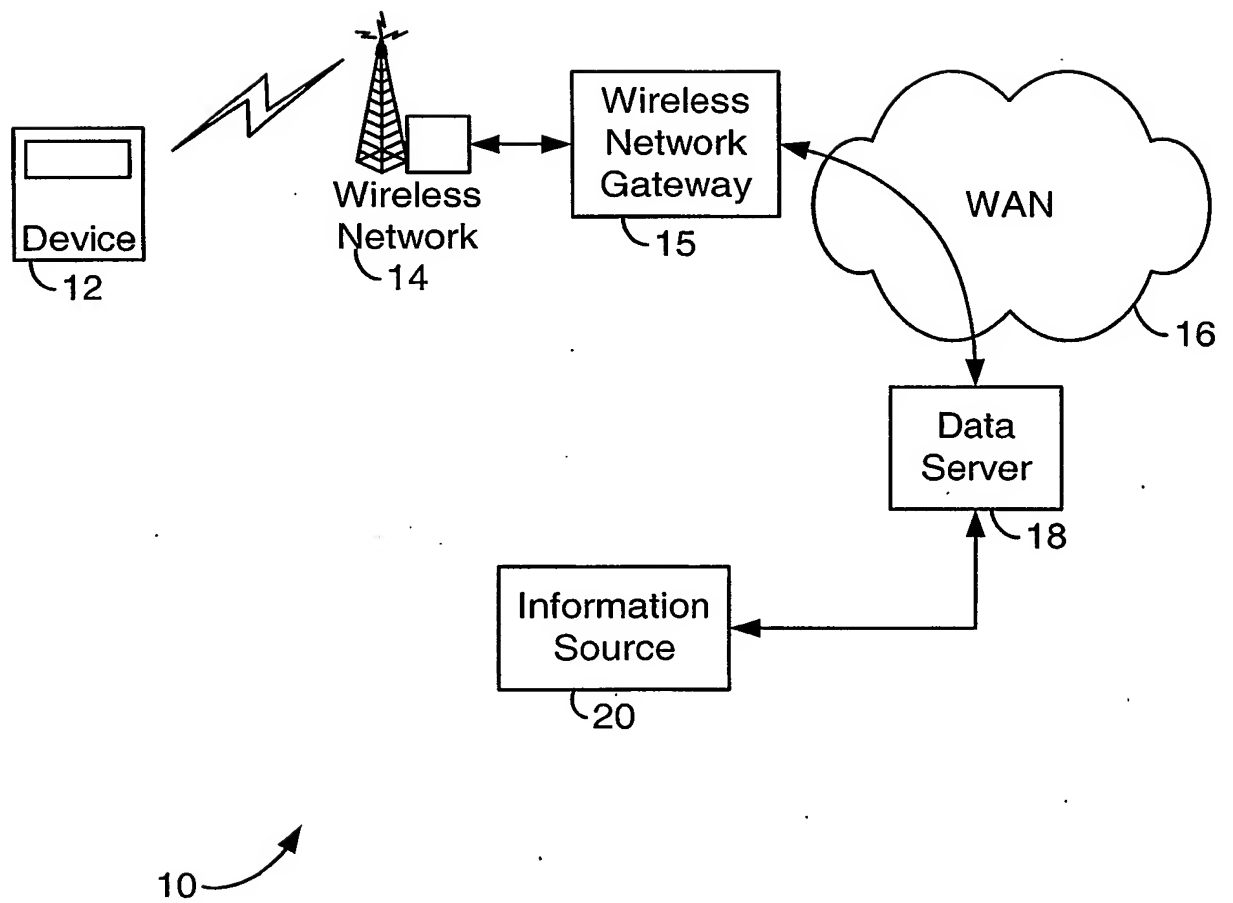 Wireless
Network
Gateway
15
WAN
16
Wireless
Network
14
Device
12
Data
Server
18
Information
Source
20
10